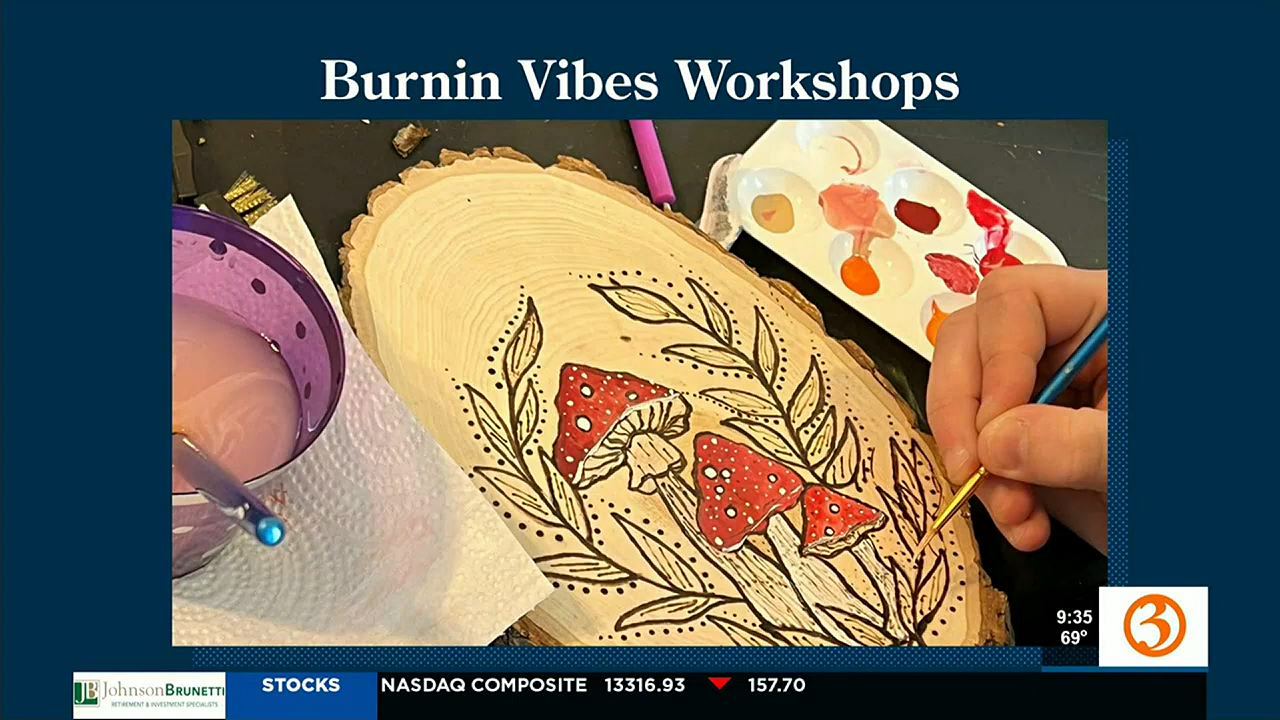 Burnin Vibes Workshops
9:35
69°
3
JB JohnsonBRUNETTI
RETIREMENT & INVESTMENT SPECIALISTS
STOCKS
NASDAQ COMPOSITE 13316.93 157.70